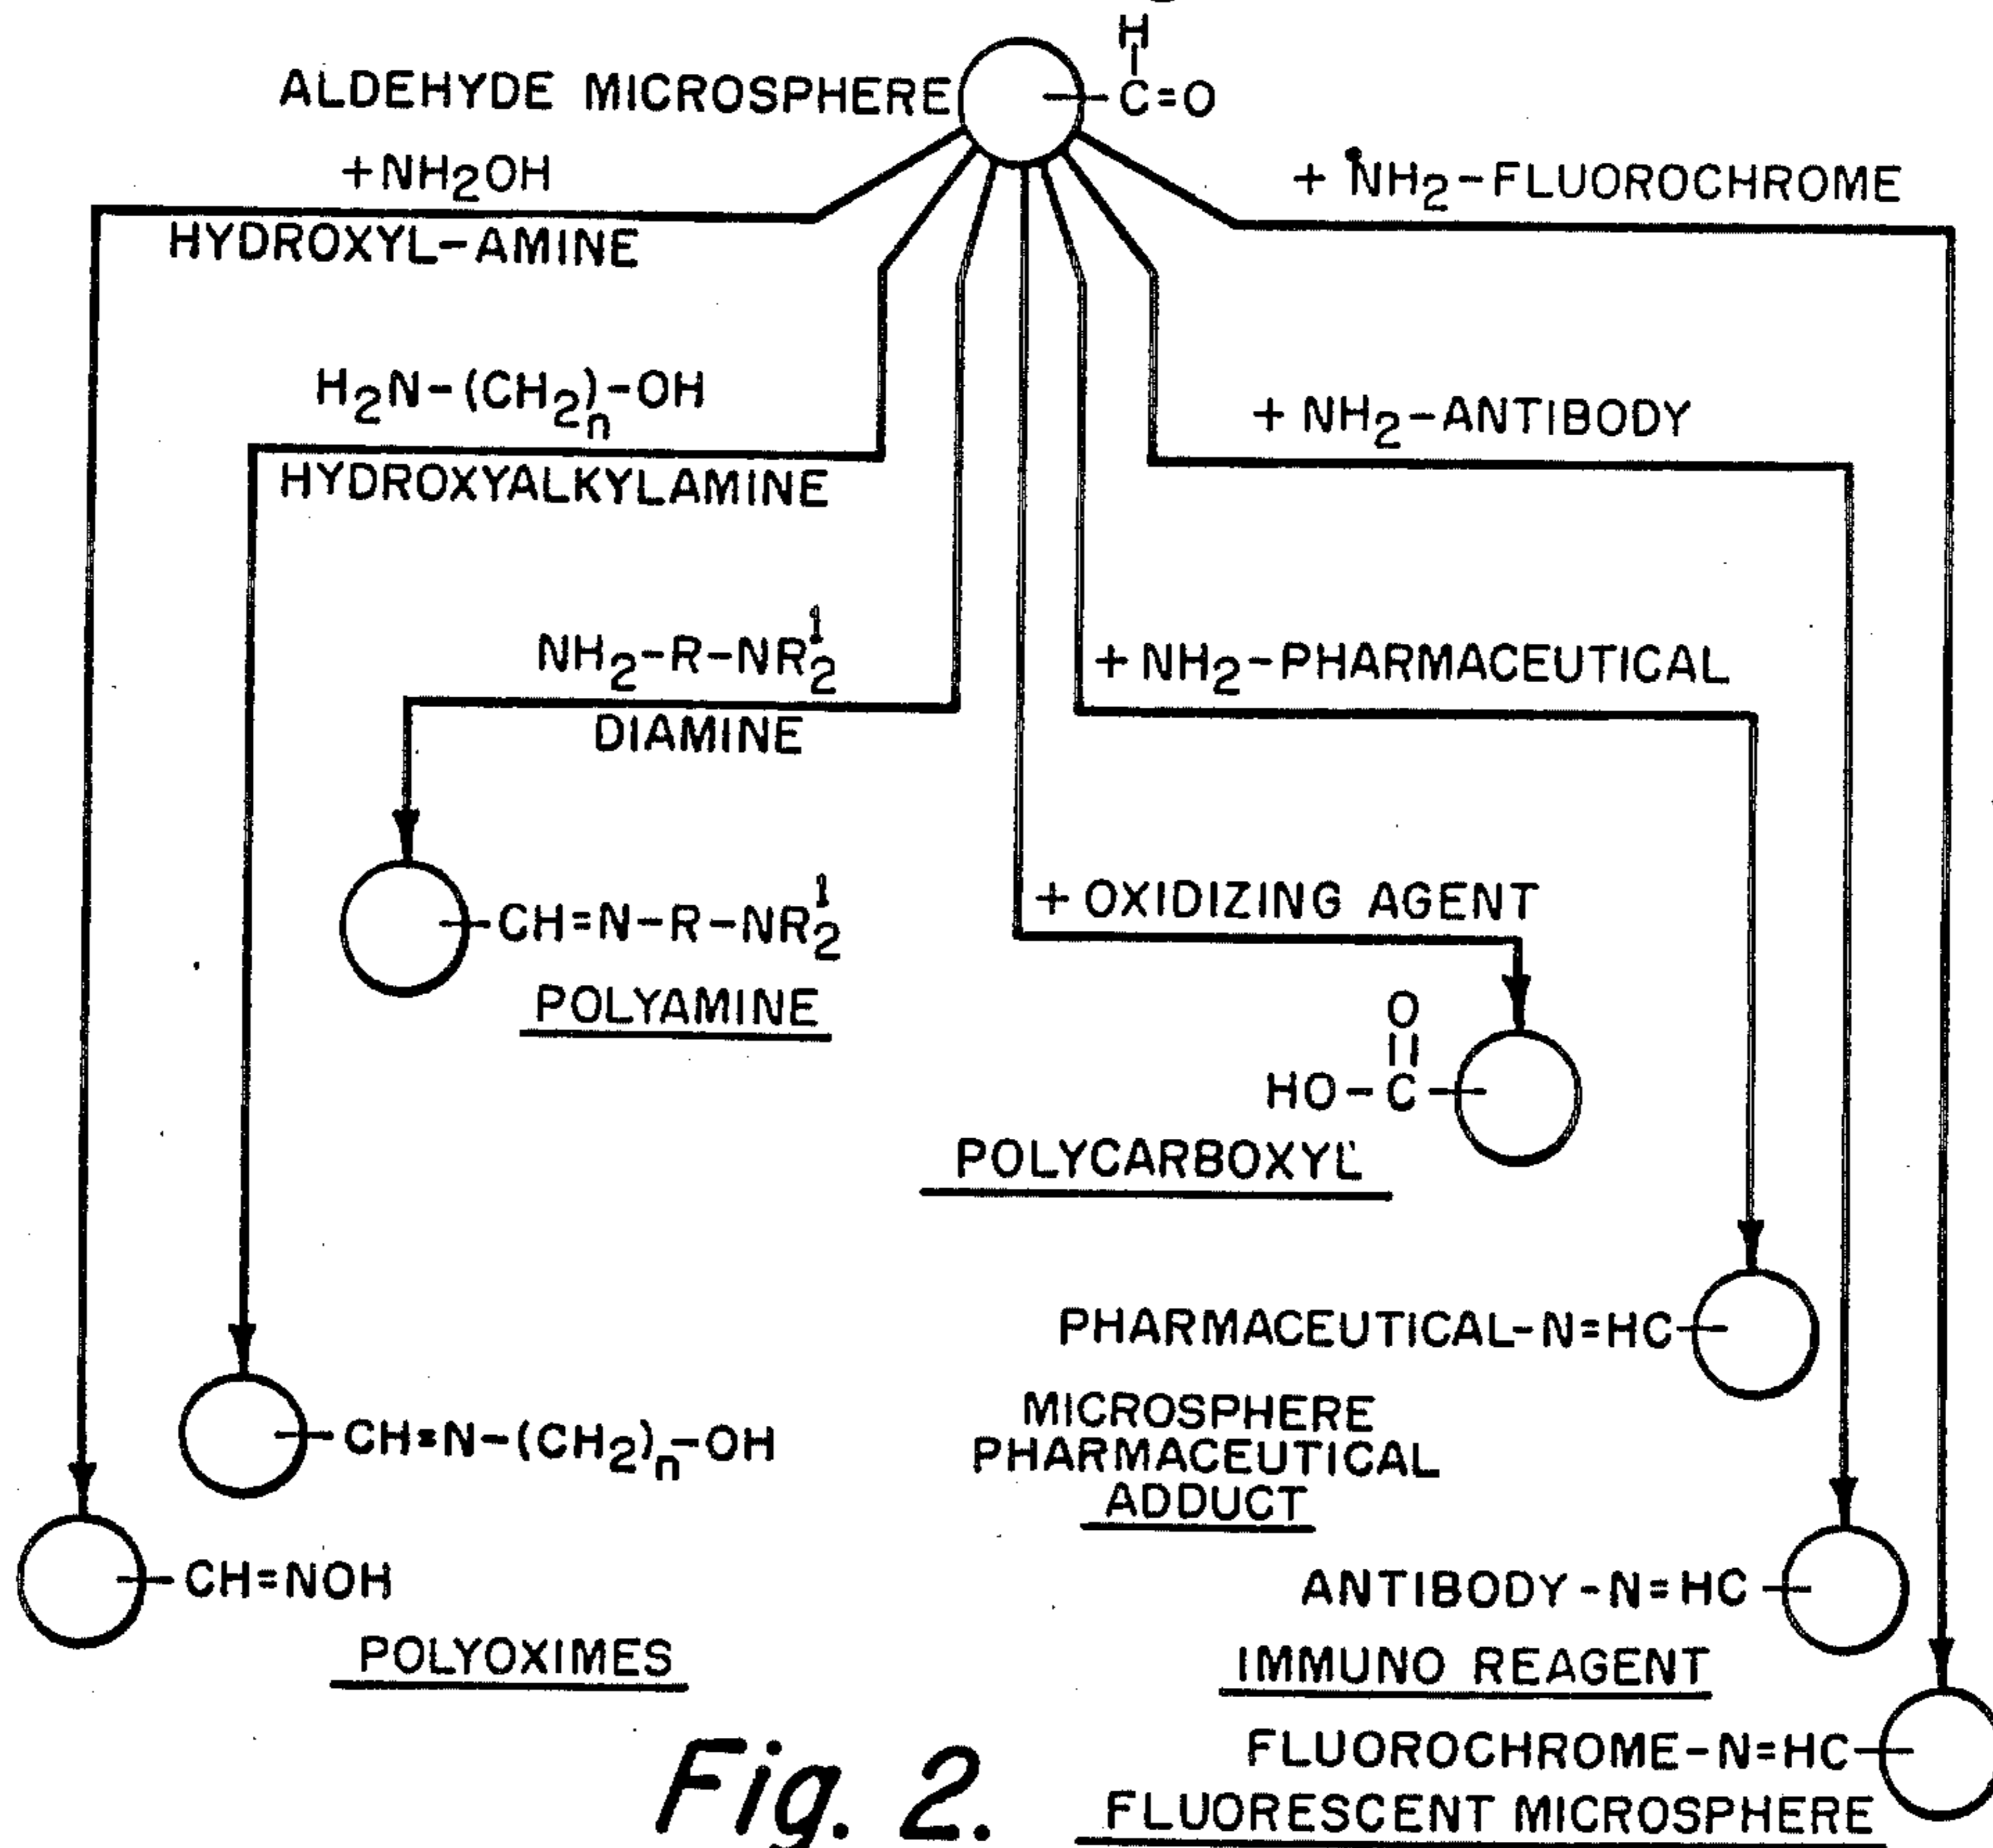 H
ALDEHYDE MICROSPHERE -C=O
+NH2OH
HYDROXYL-AMINE
+ NH2-FLUOROCHROME
H2N-(CH2)n-OH
HYDROXYALKYLAMINE
+ NH2-ANTIBODY
NH2-R-NR¹2
DIAMINE
+ NH2-PHARMACEUTICAL
+ OXIDIZING AGENT
CH=N-R-NR¹2
POLYAMINE
O
HO-C
POLYCARBOXYL
PHARMACEUTICAL-N=HC
MICROSPHERE
PHARMACEUTICAL
ADDUCT
CH=N-(CH2)n-OH
CH=NOH
POLYOXIMES
ANTIBODY-N=HC
IMMUNO REAGENT
FLUOROCHROME-N=HC
FLUORESCENT MICROSPHERE
Fig. 2.